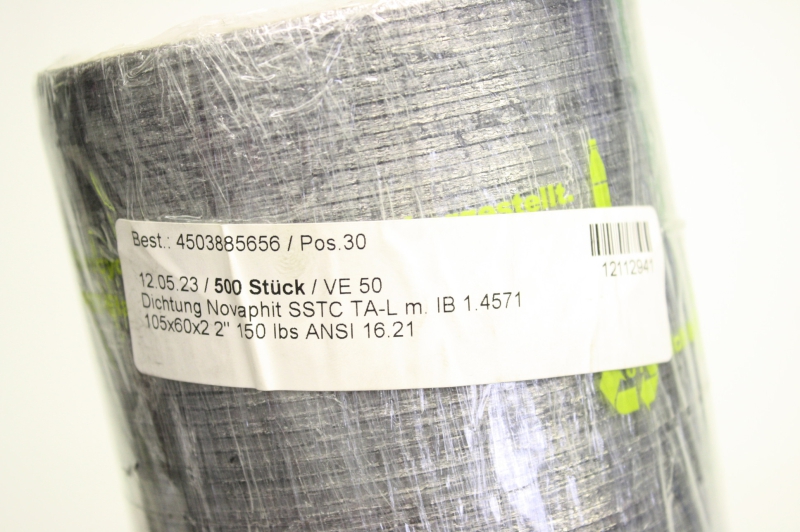 Best.: 4503885656 / Pos.30
12.05.23 / 500 Stück / VE 50
Dichtung Novaphit SSTC TA-L m. IB 1.4571
105x60x2 2" 150 lbs ANSI 16.21
12112941